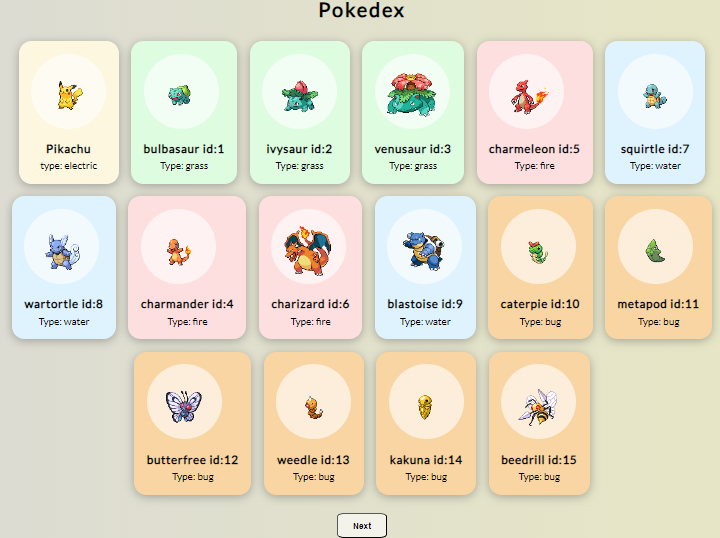 Pokedex
Pikachu
type: electric
bulbasaur id:1
Type: grass
ivysaur id:2
Type: grass
venusaur id:3
Type: grass
charmeleon id:5
Type: fire
squirtle id:7
Type: water
wartortle id:8
Type: water
charmander id:4
Type: fire
charizard id:6
Type: fire
blastoise id:9
Type: water
caterpie id:10
Type: bug
metapod id:11
Type: bug
butterfree id:12
Type: bug
weedle id:13
Type: bug
kakuna id:14
Type: bug
beedrill id:15
Type: bug
Next